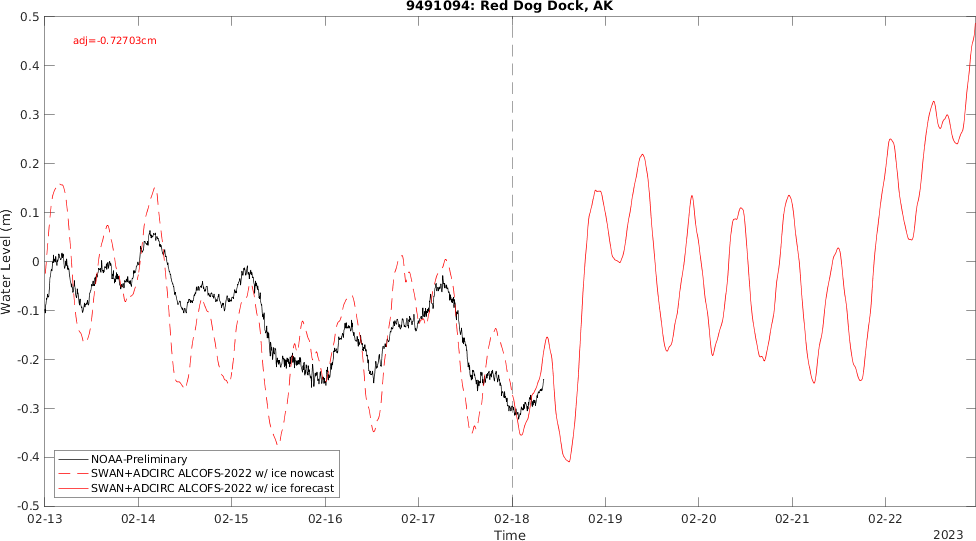 9491094: Red Dog Dock, AK
adj=-0.72703cm
0.5
0.4
0.3
0.2
0.1
0
-0.1
-0.2
-0.3
-0.4
-0.5
Water Level (m)
NOAA-Preliminary
SWAN+ADCIRC ALCOFS-2022 w/ ice nowcast
SWAN+ADCIRC ALCOFS-2022 w/ ice forecast
02-13 02-14 02-15 02-16 02-17 02-18 02-19 02-20 02-21 02-22
Time
2023